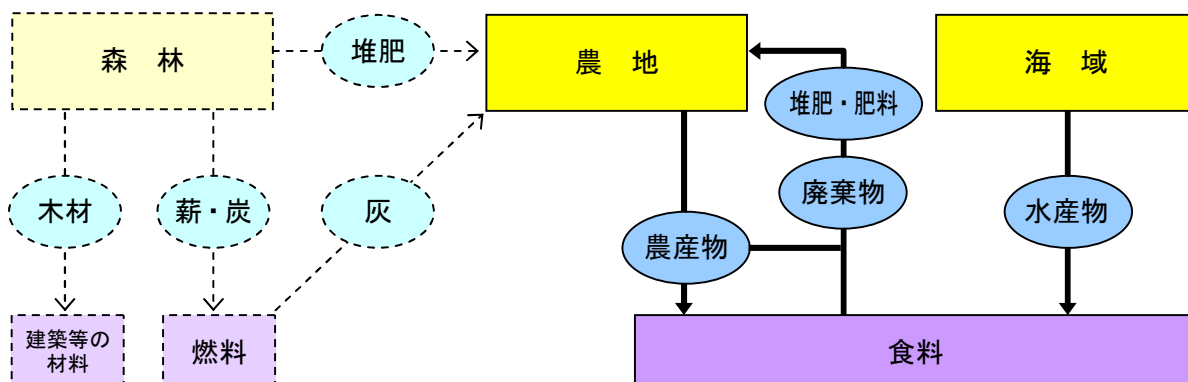 森　林
堆肥
農　地
海　域
堆肥・肥料
木材
薪・炭
灰
廃棄物
水産物
農産物
建築等の
材料
燃料
食料